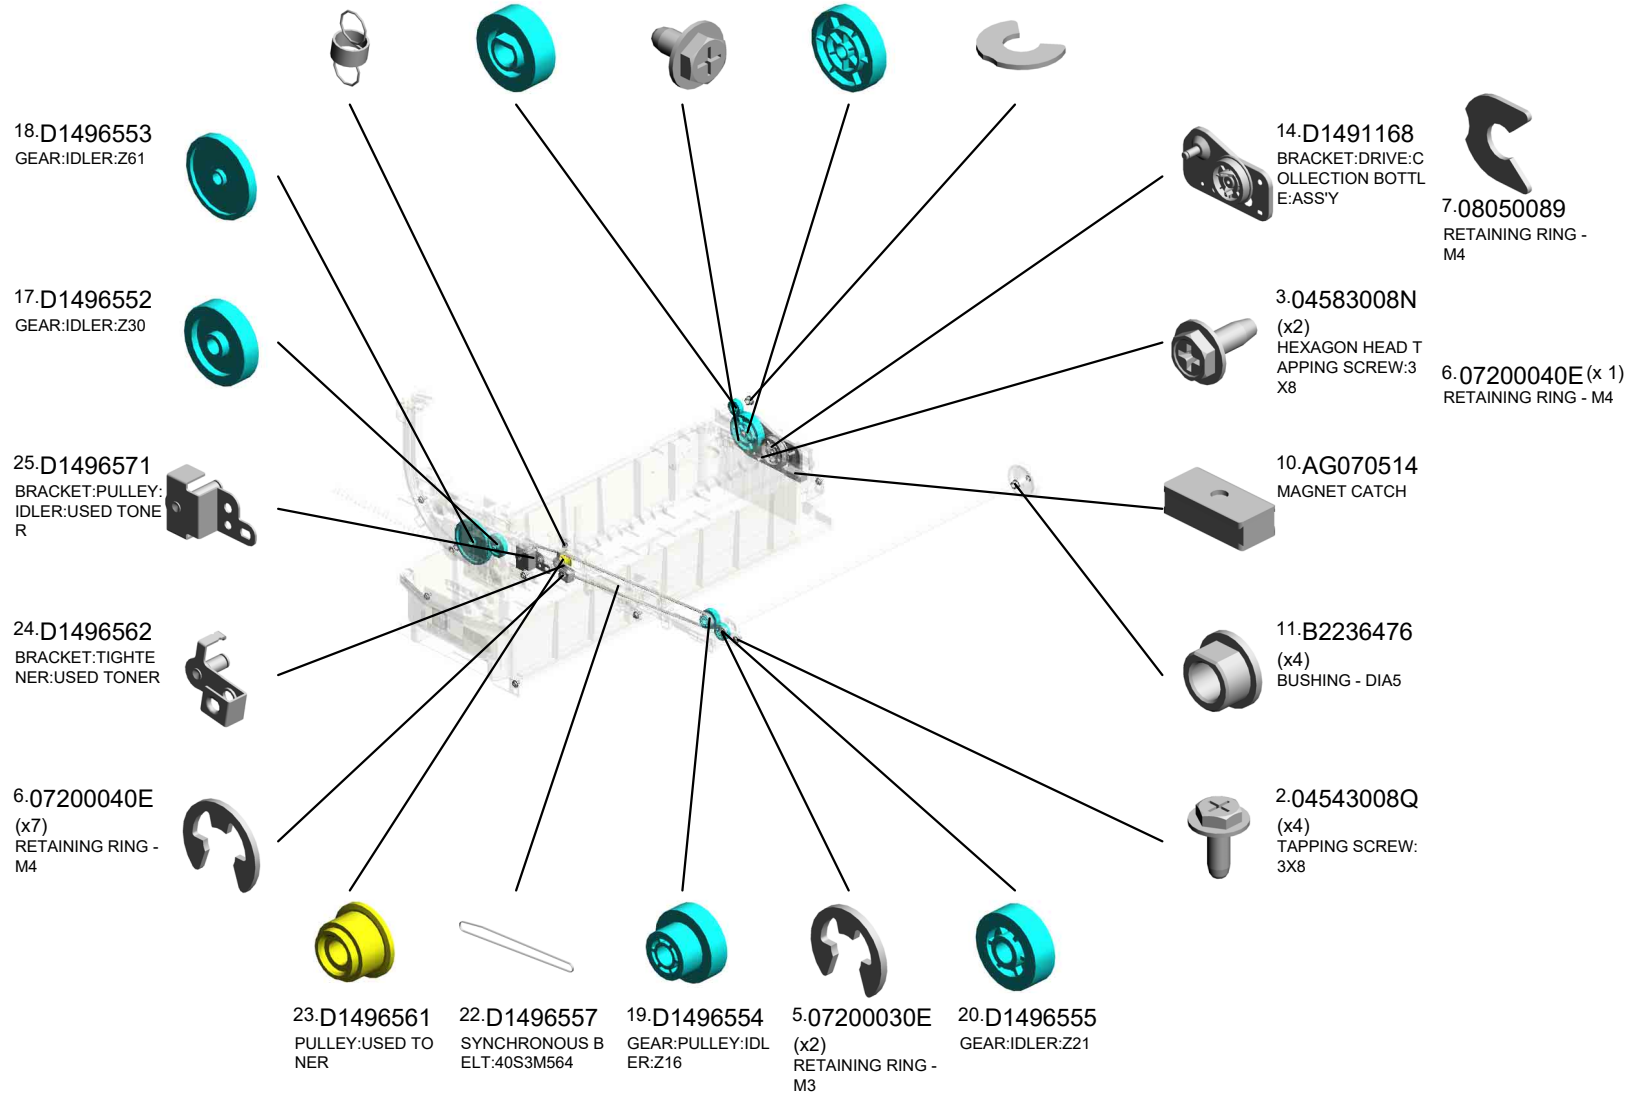 18.D1496553
GEAR:IDLER:Z61
17.D1496552
GEAR:IDLER:Z30
25.D1496571
BRACKET:PULLEY:
IDLER:USED TONE
R
24.D1496562
BRACKET:TIGHTE
NER:USED TONER
6.07200040E
(x7)
RETAINING RING -
M4
23.D1496561
PULLEY:USED TO
NER
22.D1496557
SYNCHRONOUS B
ELT:40S3M564
19.D1496554
GEAR:PULLEY:IDL
ER:Z16
5.07200030E
(x2)
RETAINING RING -
M3
20.D1496555
GEAR:IDLER:Z21
14.D1491168
BRACKET:DRIVE:C
OLLECTION BOTTL
E:ASS'Y
3.04583008N
(x2)
HEXAGON HEAD T
APPING SCREW:3
X8
10.AG070514
MAGNET CATCH
11.B2236476
(x4)
BUSHING - DIA5
2.04543008Q
(x4)
TAPPING SCREW:
3X8
7.08050089
RETAINING RING -
M4
6.07200040E (x 1)
RETAINING RING - M4